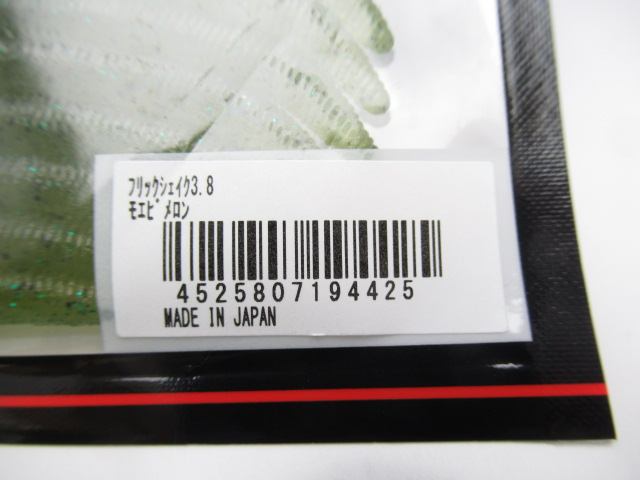 ﾌﾘｯｸｼｪｲｸ3.8
ﾓｴﾋﾞﾒﾛﾝ
4525807194425
MADE IN JAPAN